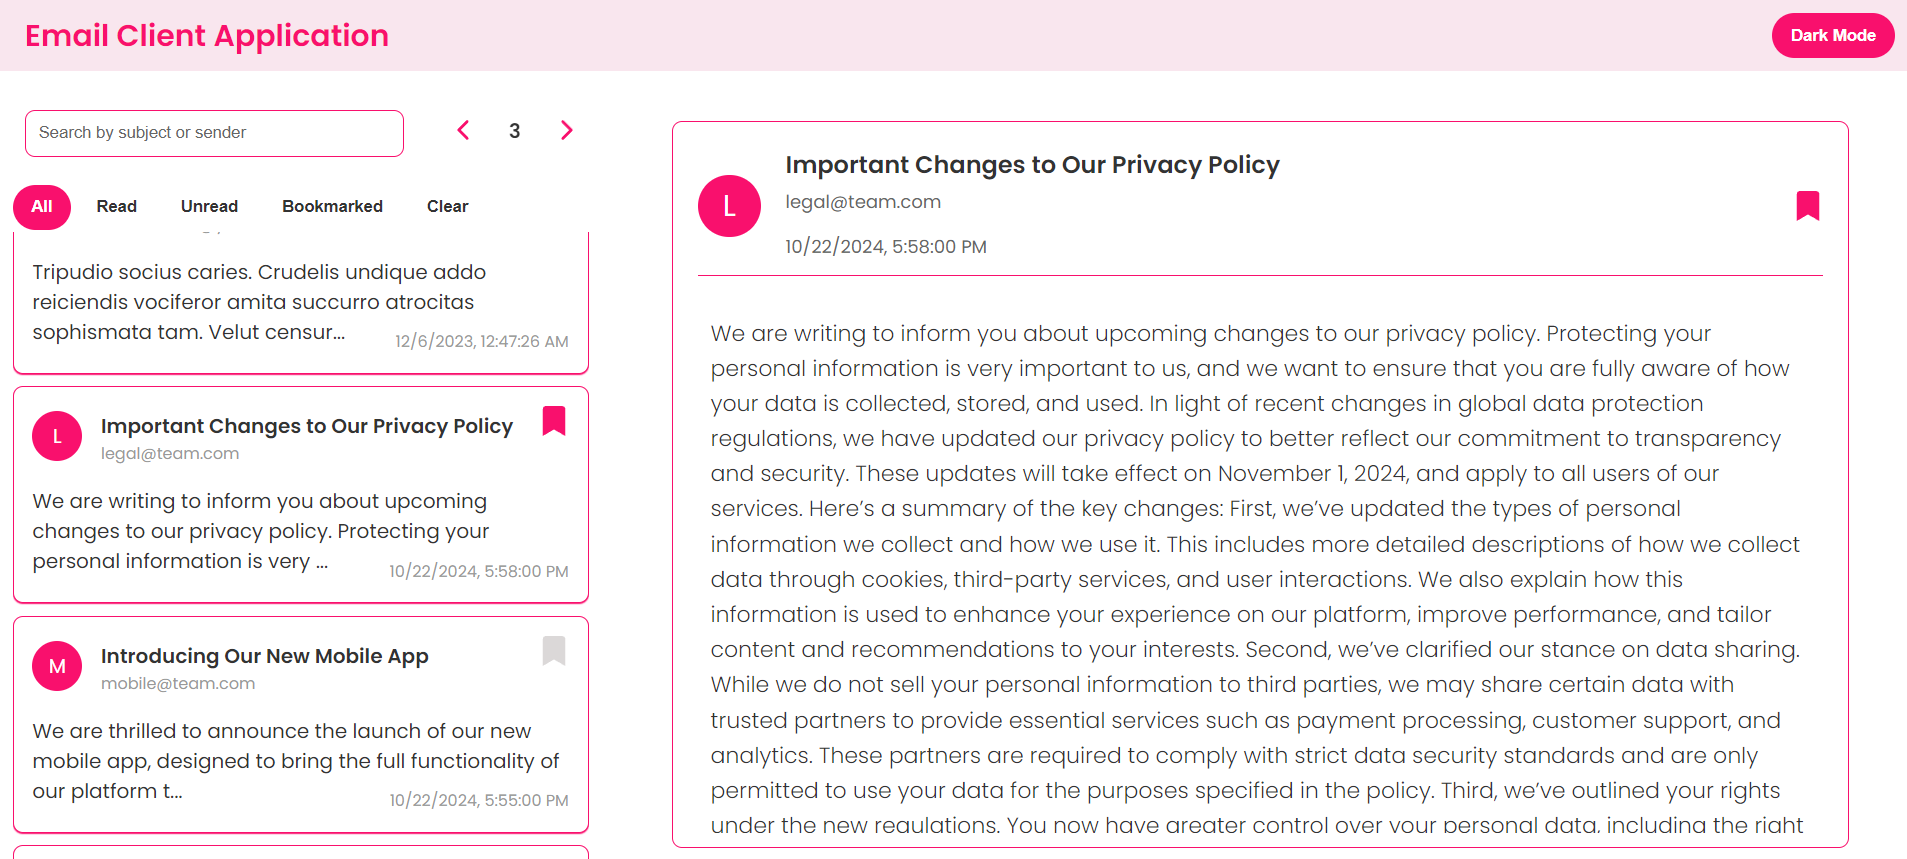 Email Client Application
Dark Mode
Search by subject or sender
3
All
Read
Unread
Bookmarked
Clear
Tripudio socius caries. Crudelis undique addo
reiciendis vociferor amita succurro atrocitas
sophismata tam. Velut censur...
12/6/2023, 12:47:26 AM
L
Important Changes to Our Privacy Policy
legal@team.com
We are writing to inform you about upcoming
changes to our privacy policy. Protecting your
personal information is very ...
10/22/2024, 5:58:00 PM
M
Introducing Our New Mobile App
mobile@team.com
We are thrilled to announce the launch of our new
mobile app, designed to bring the full functionality of
our platform t...
10/22/2024, 5:55:00 PM
L
Important Changes to Our Privacy Policy
legal@team.com
10/22/2024, 5:58:00 PM
We are writing to inform you about upcoming changes to our privacy policy. Protecting your
personal information is very important to us, and we want to ensure that you are fully aware of how
your data is collected, stored, and used. In light of recent changes in global data protection
regulations, we have updated our privacy policy to better reflect our commitment to transparency
and security. These updates will take effect on November 1, 2024, and apply to all users of our
services. Here’s a summary of the key changes: First, we’ve updated the types of personal
information we collect and how we use it. This includes more detailed descriptions of how we collect
data through cookies, third-party services, and user interactions. We also explain how this
information is used to enhance your experience on our platform, improve performance, and tailor
content and recommendations to your interests. Second, we’ve clarified our stance on data sharing.
While we do not sell your personal information to third parties, we may share certain data with
trusted partners to provide essential services such as payment processing, customer support, and
analytics. These partners are required to comply with strict data security standards and are only
permitted to use your data for the purposes specified in the policy. Third, we’ve outlined your rights
under the new regulations. You now have greater control over your personal data, including the right